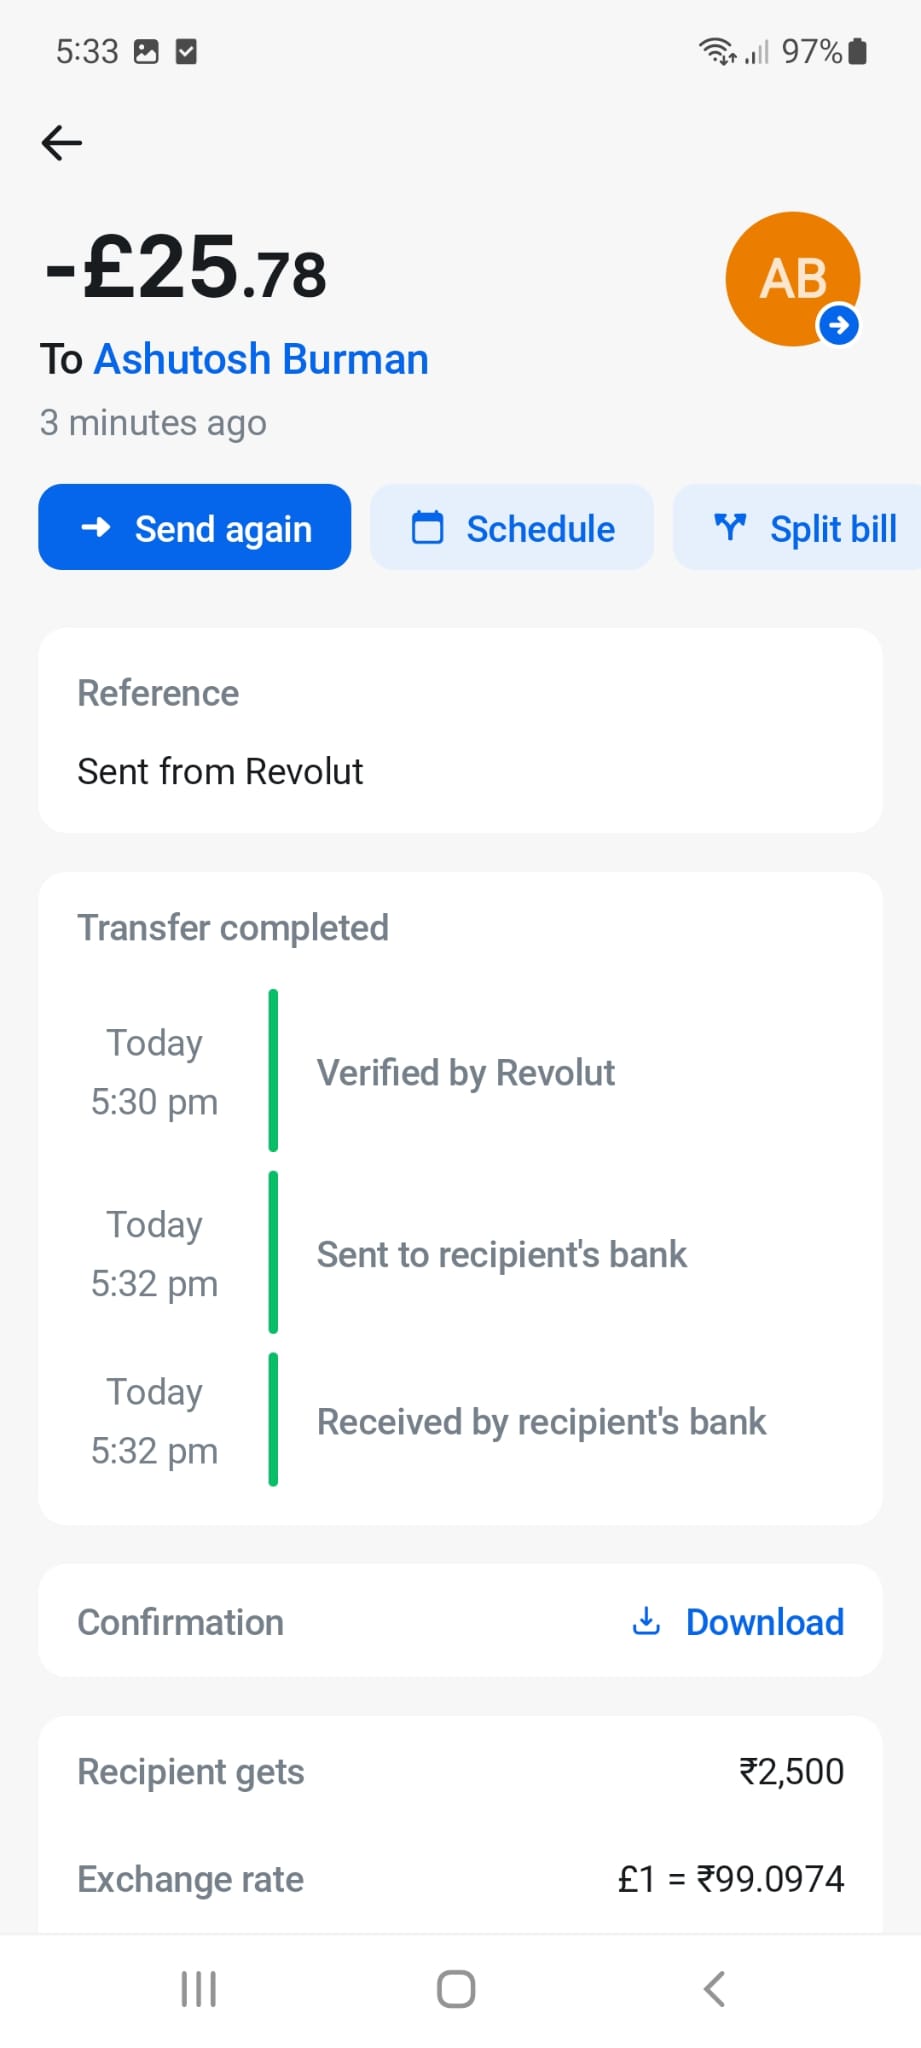 5:33 97%
-£25.78
AB
To Ashutosh Burman
3 minutes ago
Send again Schedule Split bill
Reference
Sent from Revolut
Transfer completed
Today
5:30 pm
Verified by Revolut
Today
5:32 pm
Sent to recipient's bank
Today
5:32 pm
Received by recipient's bank
Confirmation Download
Recipient gets ₹2,500
Exchange rate £1 = ₹99.0974